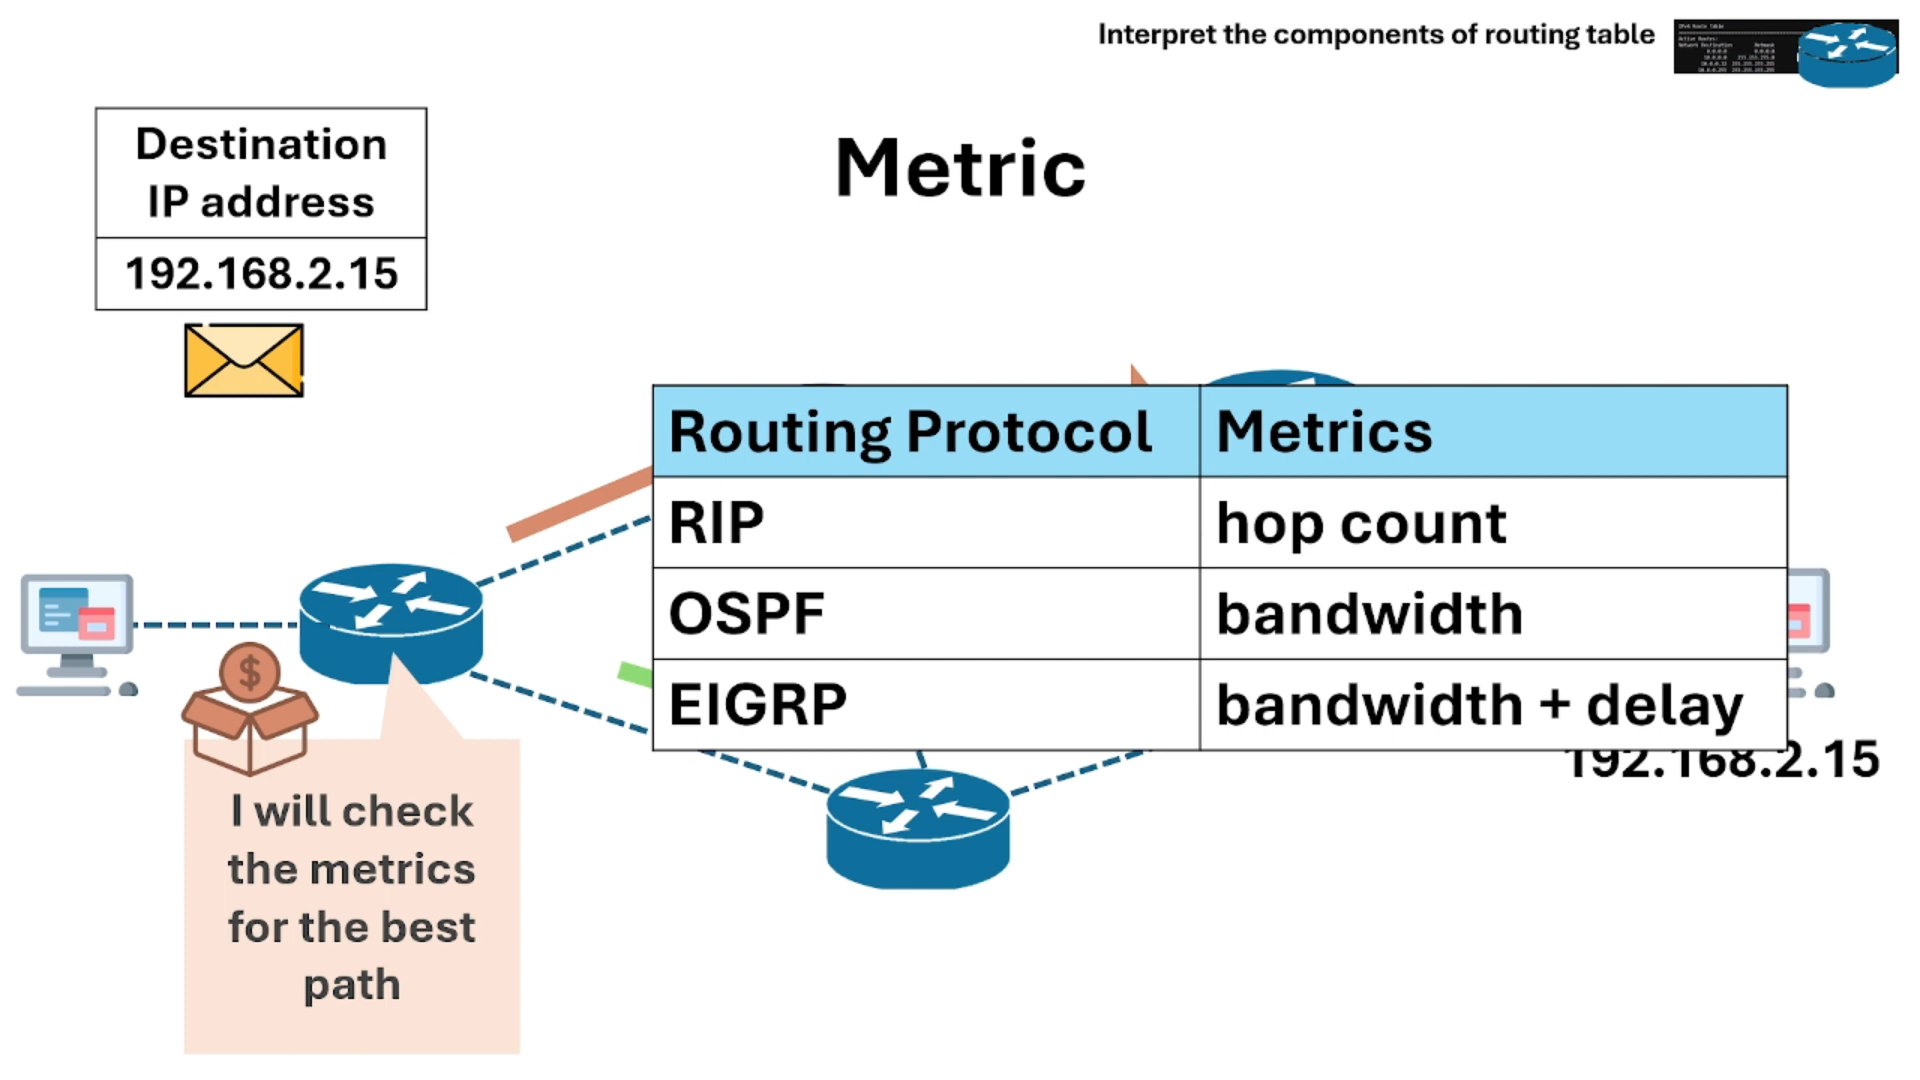 Interpret the components of routing table
Destination
IP address
192.168.2.15
Metric
Routing Protocol Metrics
RIP hop count
OSPF bandwidth
EIGRP bandwidth + delay
192.168.2.15
$
I will check
the metrics
for the best
path